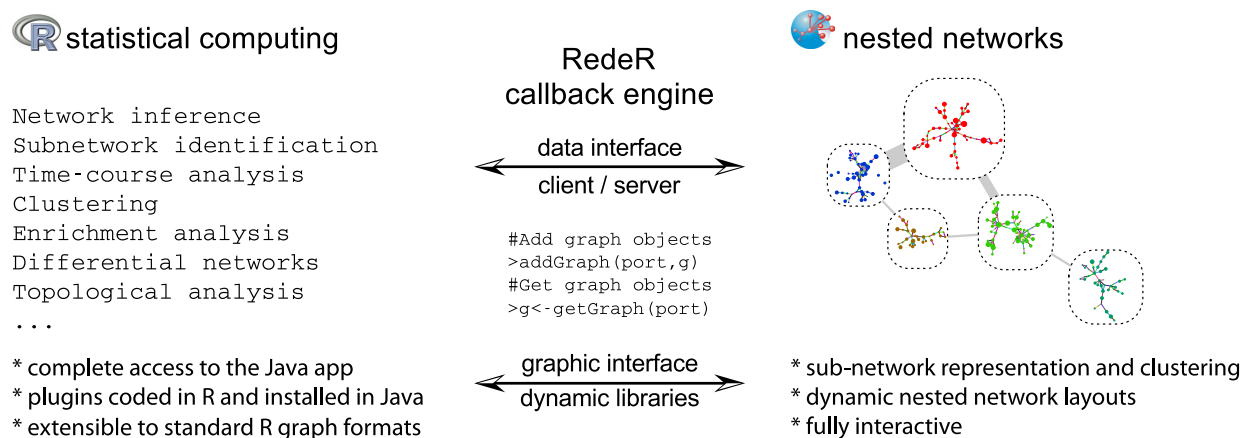 R statistical computing
Network inference
Subnetwork identification
Time-course analysis
Clustering
Enrichment analysis
Differential networks
Topological analysis
...
* complete access to the Java app
* plugins coded in R and installed in Java
* extensible to standard R graph formats
RedeR
callback engine
data interface
client / server
#Add graph objects
>addGraph(port,g)
#Get graph objects
>g<-getGraph(port)
graphic interface
dynamic libraries
nested networks
* sub-network representation and clustering
* dynamic nested network layouts
* fully interactive